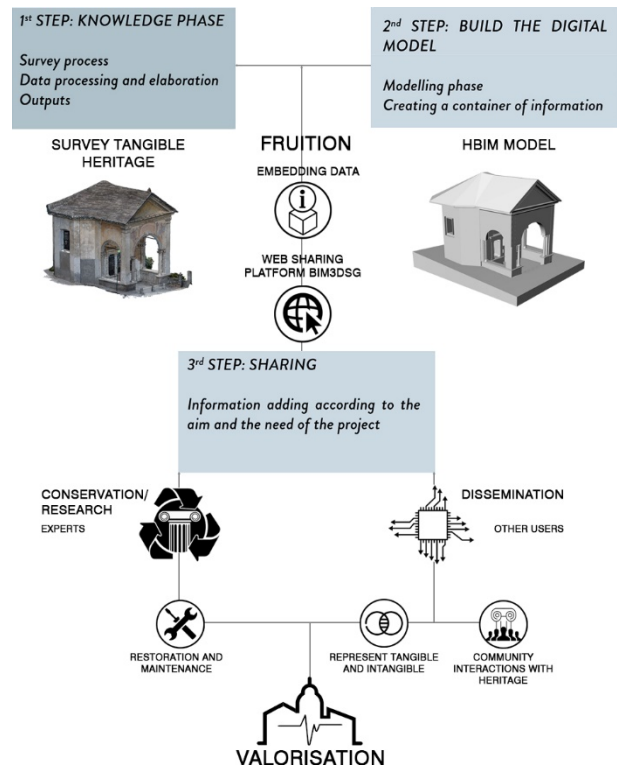 1st STEP: KNOWLEDGE PHASE
Survey process
Data processing and elaboration
Outputs
2nd STEP: BUILD THE DIGITAL
MODEL
Modelling phase
Creating a container of information
SURVEY TANGIBLE
HERITAGE
FRUITION
EMBEDDING DATA
HBIM MODEL
WEB SHARING
PLATFORM BIM3DSG
3rd STEP: SHARING
Information adding according to the
aim and the need of the project
CONSERVATION/
RESEARCH
EXPERTS
DISSEMINATION
OTHER USERS
RESTORATION AND
MAINTENANCE
REPRESENT TANGIBLE
AND INTANGIBLE
COMMUNITY
INTERACTIONS WITH
HERITAGE
VALORISATION